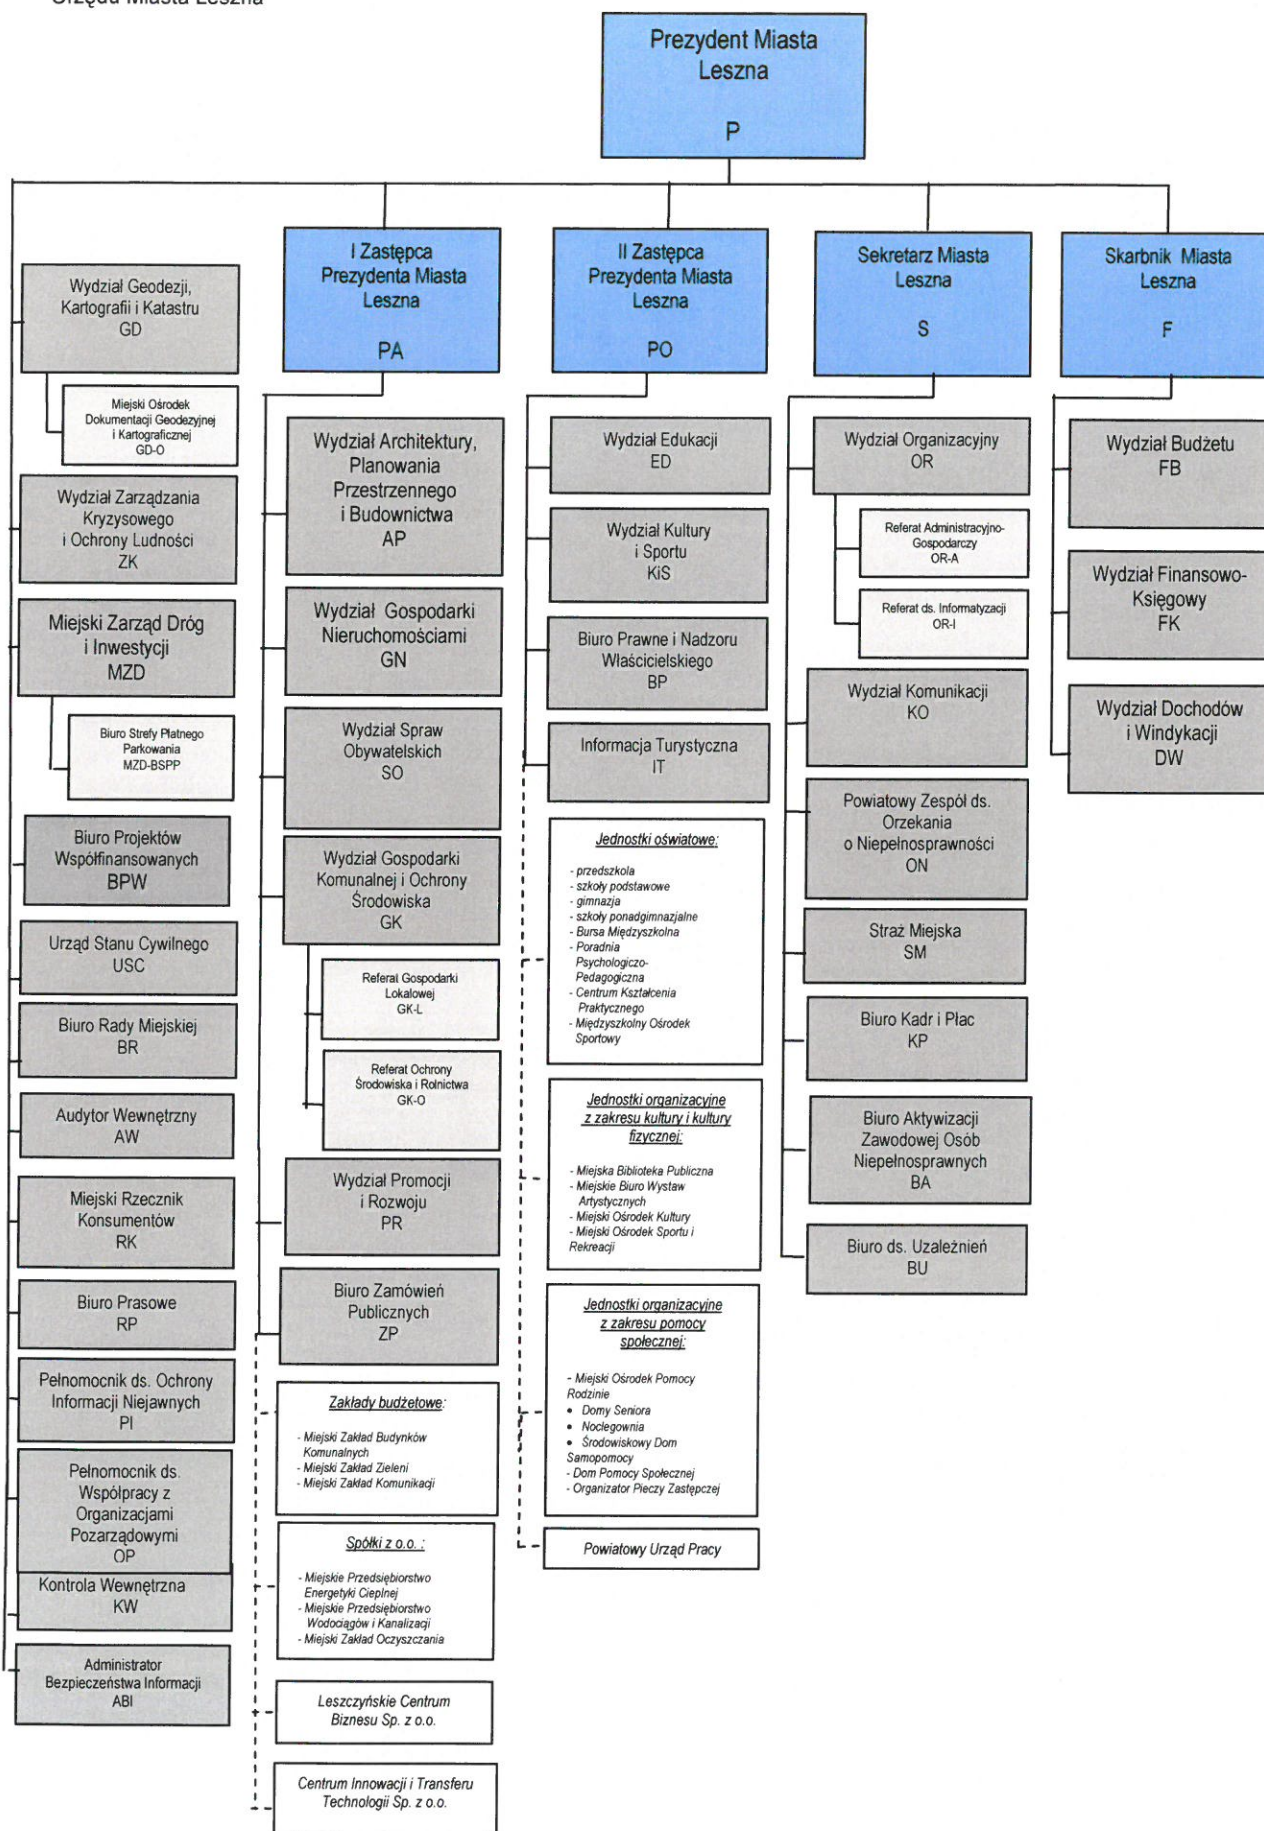 Urzędu Miasta Leszna
Prezydent Miasta
Leszna
P
Wydział Geodezji,
Kartografii i Katastru
GD
Miejski Ośrodek
Dokumentacji Geodezyjnej
i Kartograficznej
GD-O
Wydział Zarządzania
Kryzysowego
i Ochrony Ludności
ZK
Miejski Zarząd Dróg
i Inwestycji
MZD
Biuro Strefy Płatnego
Parkowania
MZD-BSPP
Biuro Projektów
Współfinansowanych
BPW
Urząd Stanu Cywilnego
USC
Biuro Rady Miejskiej
BR
Audytor Wewnętrzny
AW
Miejski Rzecznik
Konsumentów
RK
Biuro Prasowe
RP
Pełnomocnik ds. Ochrony
Informacji Niejawnych
PI
Pełnomocnik ds.
Współpracy z
Organizacjami
Pozarządowymi
OP
Kontrola Wewnętrzna
KW
Administrator
Bezpieczeństwa Informacji
ABI
I Zastępca
Prezydenta Miasta
Leszna
PA
Wydział Architektury,
Planowania
Przestrzennego
i Budownictwa
AP
Wydział Gospodarki
Nieruchomościami
GN
Wydział Spraw
Obywatelskich
SO
Wydział Gospodarki
Komunalnej i Ochrony
Środowiska
GK
Referat Gospodarki
Lokalowej
GK-L
Referat Ochrony
Środowiska i Rolnictwa
GK-O
Wydział Promocji
i Rozwoju
PR
Biuro Zamówień
Publicznych
ZP
Zakłady budżetowe:
- Miejski Zakład Budynków
Komunalnych
- Miejski Zakład Zieleni
- Miejski Zakład Komunikacji
Spółki z o.o. :
- Miejskie Przedsiębiorstwo
Energetyki Cieplnej
- Miejskie Przedsiębiorstwo
Wodociągów i Kanalizacji
- Miejski Zakład Oczyszczania
Leszczyńskie Centrum
Biznesu Sp. z o.o.
Centrum Innowacji i Transferu
Technologii Sp. z o.o.
II Zastępca
Prezydenta Miasta
Leszna
PO
Wydział Edukacji
ED
Wydział Kultury
i Sportu
KiS
Biuro Prawne i Nadzoru
Właścicielskiego
BP
Informacja Turystyczna
IT
Jednostki oświatowe:
- przedszkola
- szkoły podstawowe
- gimnazja
- szkoły ponadgimnazjalne
- Bursa Międzyszkolna
- Poradnia
Psychologiczo-
Pedagogiczna
- Centrum Kształcenia
Praktycznego
- Międzyszkolny Ośrodek
Sportowy
Jednostki organizacyjne
z zakresu kultury i kultury
fizycznej:
- Miejska Biblioteka Publiczna
- Miejskie Biuro Wystaw
Artystycznych
- Miejski Ośrodek Kultury
- Miejski Ośrodek Sportu i
Rekreacji
Jednostki organizacyjne
z zakresu pomocy
społecznej:
- Miejski Ośrodek Pomocy
Rodzinie
• Domy Seniora
• Noclegownia
• Środowiskowy Dom
Samopomocy
- Dom Pomocy Społecznej
- Organizator Pieczy Zastępczej
Powiatowy Urząd Pracy
Sekretarz Miasta
Leszna
S
Wydział Organizacyjny
OR
Referat Administracyjno-
Gospodarczy
OR-A
Referat ds. Informatyzacji
OR-I
Wydział Komunikacji
KO
Powiatowy Zespół ds.
Orzekania
o Niepełnosprawności
ON
Straż Miejska
SM
Biuro Kadr i Płac
KP
Biuro Aktywizacji
Zawodowej Osób
Niepełnosprawnych
BA
Biuro ds. Uzależnień
BU
Skarbnik Miasta
Leszna
F
Wydział Budżetu
FB
Wydział Finansowo-
Księgowy
FK
Wydział Dochodów
i Windykacji
DW